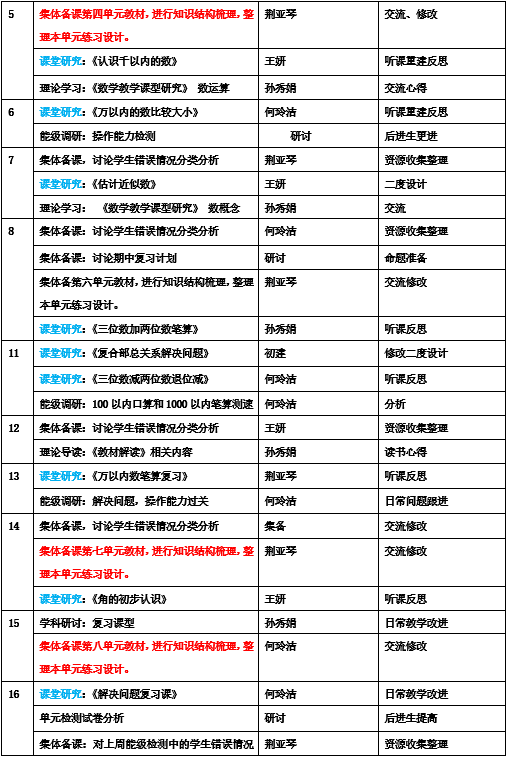 5 集体备课第四单元教材,进行知识结构梳理,整 荆亚琴 交流、修改
理本单元练习设计。
课堂研究:《认识千以内的数》 王妍 听课重建反思
理论学习:《数学教学课型研究》 数运算 孙秀娟 交流心得
6 课堂研究:《万以内的数比较大小》 何玲洁 听课重建反思
能级调研:操作能力检测 研讨 后进生更进
7 集体备课,讨论学生错误情况分类分析 荆亚琴 资源收集整理
课堂研究:《估计近似数》 王妍 二度设计
理论学习: 《数学教学课型研究》 数概念 孙秀娟 交流
8 集体备课:讨论学生错误情况分类分析 何玲洁 资源收集整理
集体备课:讨论期中复习计划 研讨 命题准备
集体备第六单元教材,进行知识结构梳理,整理 荆亚琴 交流修改
本单元练习设计。
课堂研究:《三位数加两位数笔算》 孙秀娟 听课反思
11 课堂研究:《复合部总关系解决问题》 初建 修改二度设计
课堂研究:《三位数减两位数退位减》 何玲洁 听课反思
能级调研:100 以内口算和 1000 以内笔算测速 何玲洁 分析
12 集体备课:讨论学生错误情况分类分析 王妍 资源收集整理
理论导读:《教材解读》相关内容 孙秀娟 读书心得
13 课堂研究:《万以内数笔算复习》 荆亚琴 听课反思
能级调研:解决问题,操作能力过关 何玲洁 日常问题跟进
14 集体备课,讨论学生错误情况分类分析 集备 交流修改
集体备课第七单元教材,进行知识结构梳理,整 荆亚琴 交流修改
理本单元练习设计。
课堂研究:《角的初步认识》 王妍 听课反思
15 学科研讨:复习课型 孙秀娟 日常教学改进
集体备课第八单元教材,进行知识结构梳理,整 何玲洁 交流修改
理本单元练习设计。
16 课堂研究:《解决问题复习课》 何玲洁 日常教学改进
单元检测试卷分析 研讨 后进生提高
集体备课:对上周能级检测中的学生错误情况 荆亚琴 资源收集整理